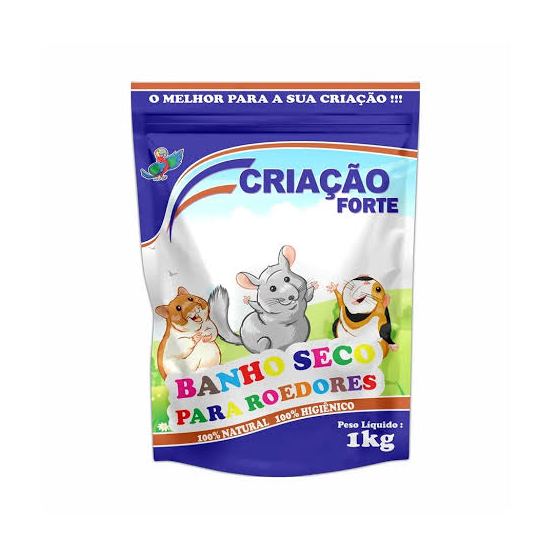 O MELHOR PARA A SUA CRIAÇÃO !!!
CRIAÇÃO
FORTE
BANHO SECO
PARA ROEDORES
100% NATURAL 100% HIGIÊNICO
Peso Líquido :
1kg